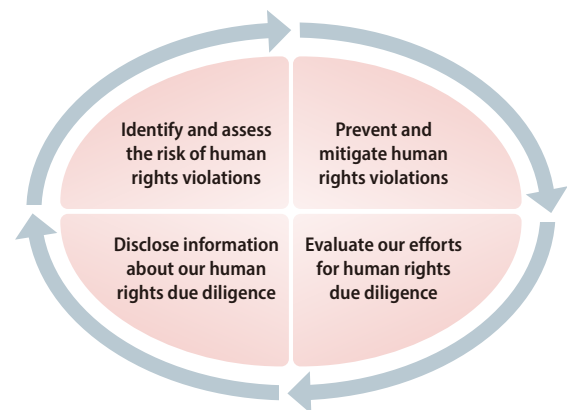 Identify and assess
the risk of human
rights violations
Prevent and
mitigate human
rights violations
Disclose information
about our human
rights due diligence
Evaluate our efforts
for human rights
due diligence